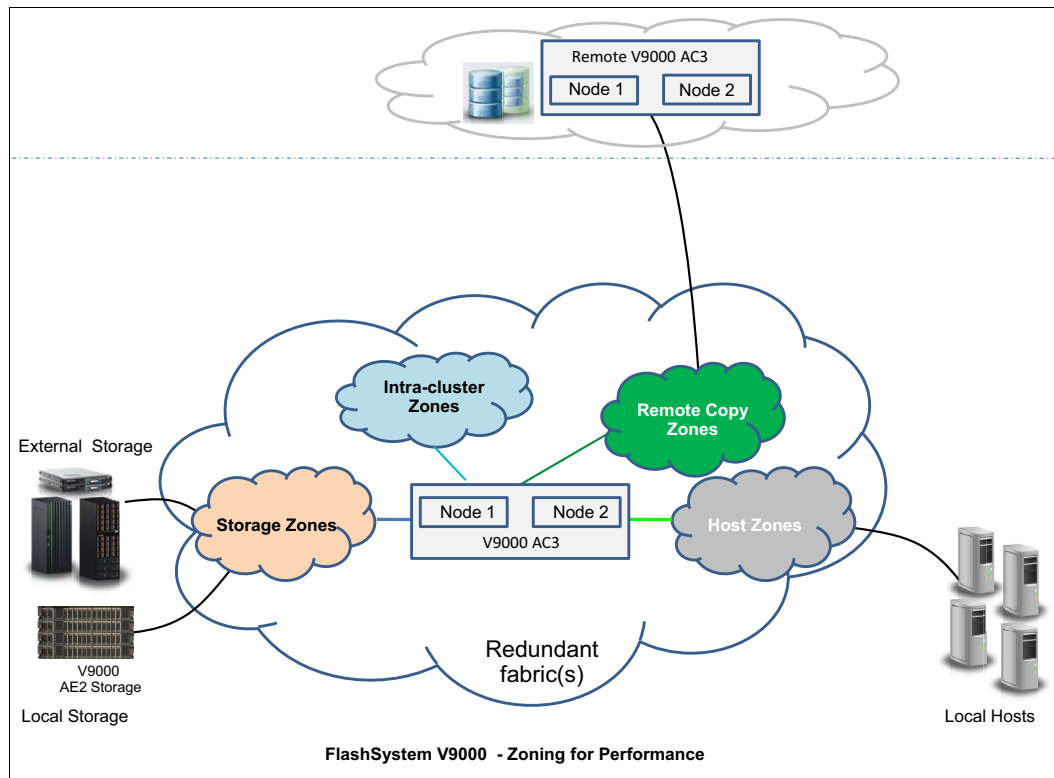 Remote V9000 AC3
Node 1
Node 2
Intra-cluster
Zones
Remote Copy
Zones
External Storage
Storage Zones
Node 1
Node 2
V9000 AC3
Host Zones
Redundant
fabric(s)
V9000
AE2 Storage
Local Storage
Local Hosts
FlashSystem V9000 - Zoning for Performance